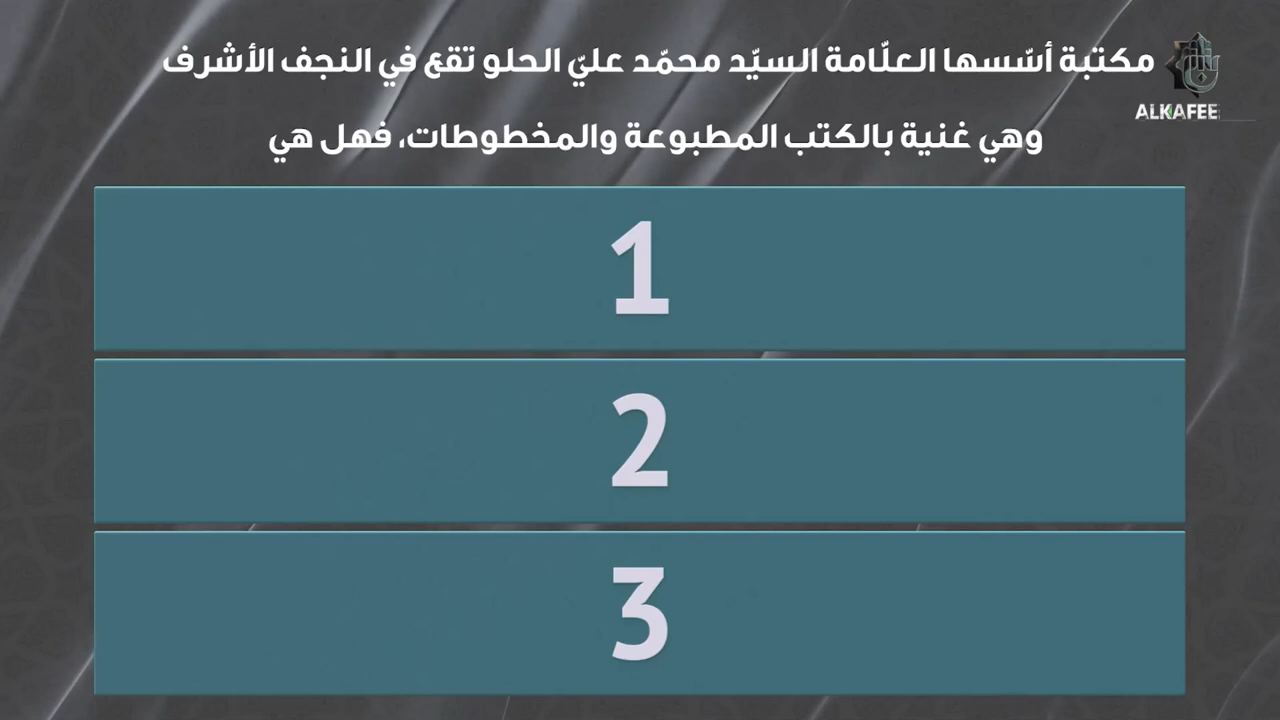 مكتبة أسّسها العلّامة السيّد محمّد عليّ الحلو تقع في النجف الأشرف
ALKAFEEL
وهي غنية بالكتب المطبوعة والمخطوطات، فهل هي
1
2
3